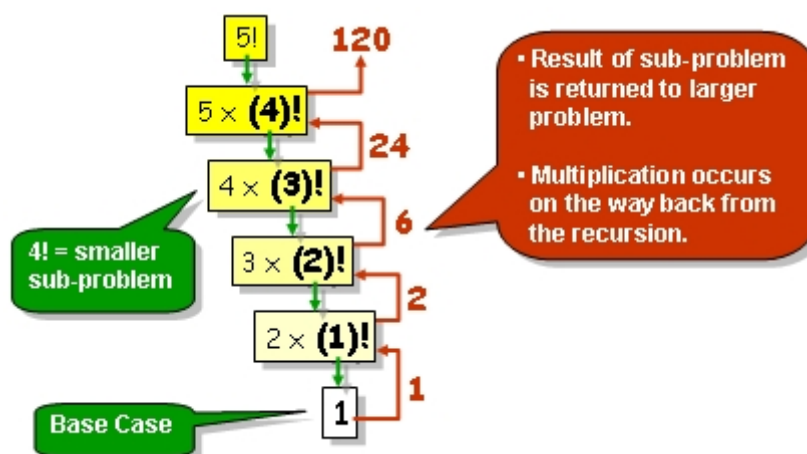 5!
120
5 × (4)!
24
4 × (3)!
6
3 × (2)!
2
2 × (1)!
1
1
4! = smaller
sub-problem
Base Case
• Result of sub-problem
is returned to larger
problem.
• Multiplication occurs
on the way back from
the recursion.